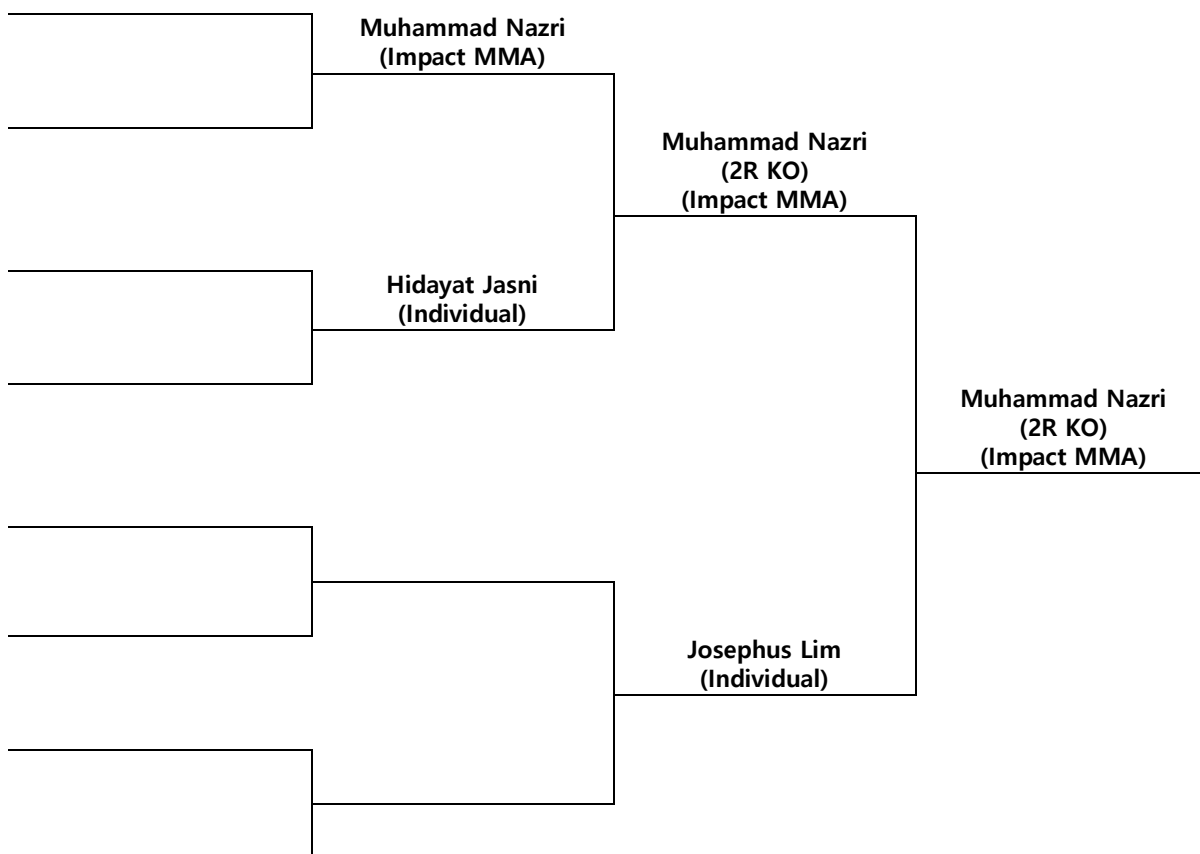 Muhammad Nazri
(Impact MMA)
Muhammad Nazri
(2R KO)
(Impact MMA)
Hidayat Jasni
(Individual)
Muhammad Nazri
(2R KO)
(Impact MMA)
Josephus Lim
(Individual)